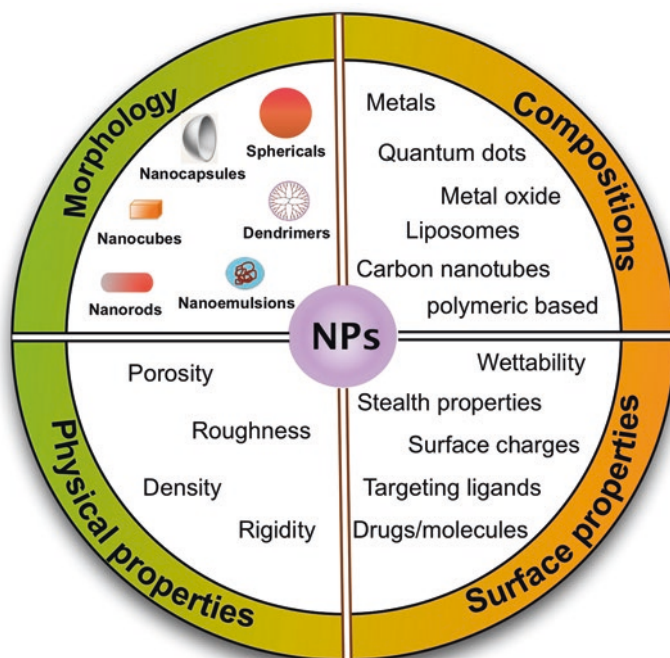 Morphology
Sphericals
Nanocapsules
Nanocubes
Dendrimers
Nanorods
Nanoemulsions
Compositions
Metals
Quantum dots
Metal oxide
Liposomes
Carbon nanotubes
polymeric based
NPs
Physical properties
Porosity
Roughness
Density
Rigidity
Surface properties
Wettability
Stealth properties
Surface charges
Targeting ligands
Drugs/molecules